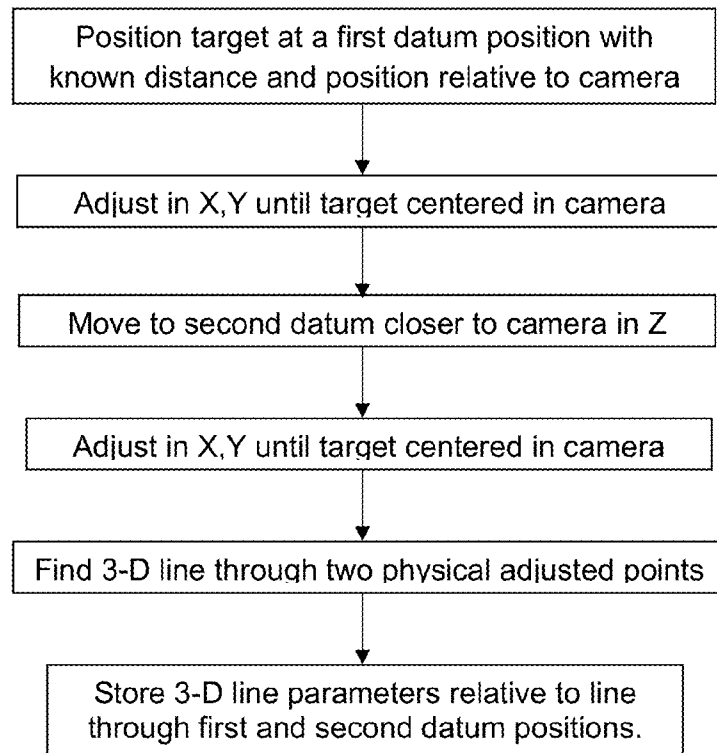 Position target at a first datum position with
known distance and position relative to camera
Adjust in X,Y until target centered in camera
Move to second datum closer to camera in Z
Adjust in X,Y until target centered in camera
Find 3-D line through two physical adjusted points
Store 3-D line parameters relative to line
through first and second datum positions.